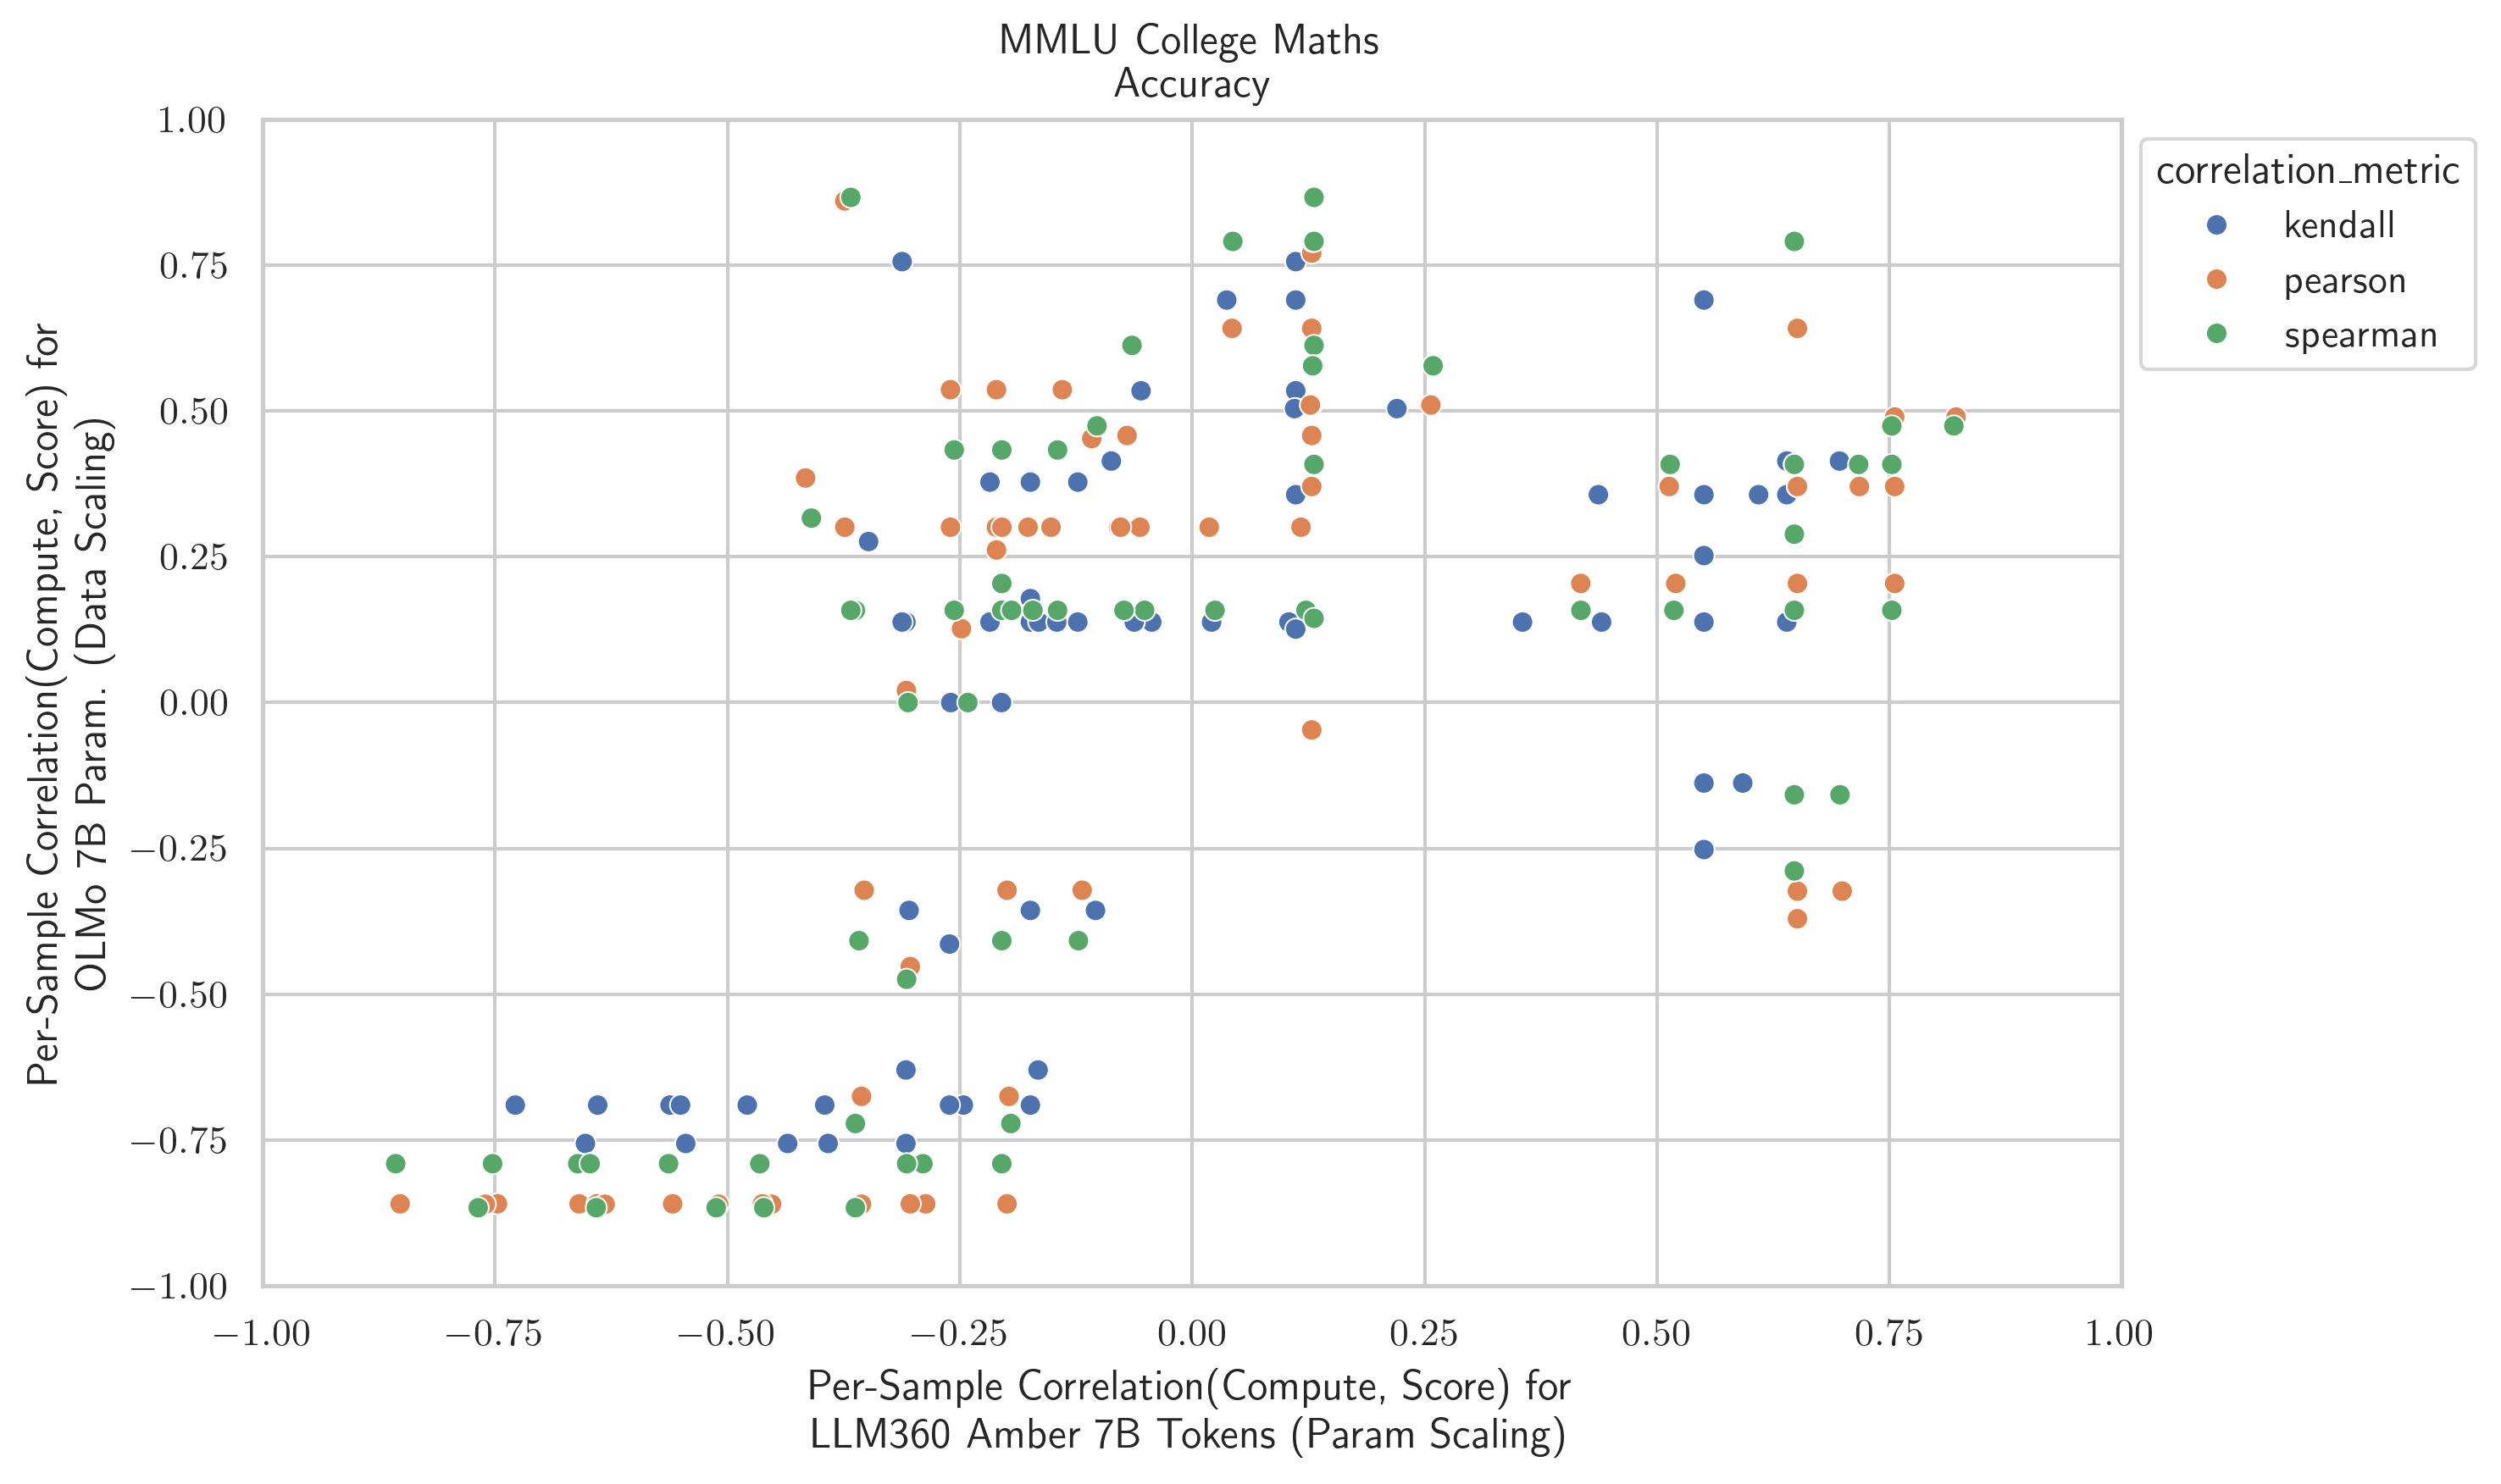 MMLU College Maths
Accuracy
1.00
0.75
0.50
0.25
0.00
−0.25
−0.50
−0.75
−1.00
Per-Sample Correlation(Compute, Score) for
OLMo 7B Param. (Data Scaling)
correlation_metric
kendall
pearson
spearman
−1.00
−0.75
−0.50
−0.25
0.00
0.25
0.50
0.75
1.00
Per-Sample Correlation(Compute, Score) for
LLM360 Amber 7B Tokens (Param Scaling)